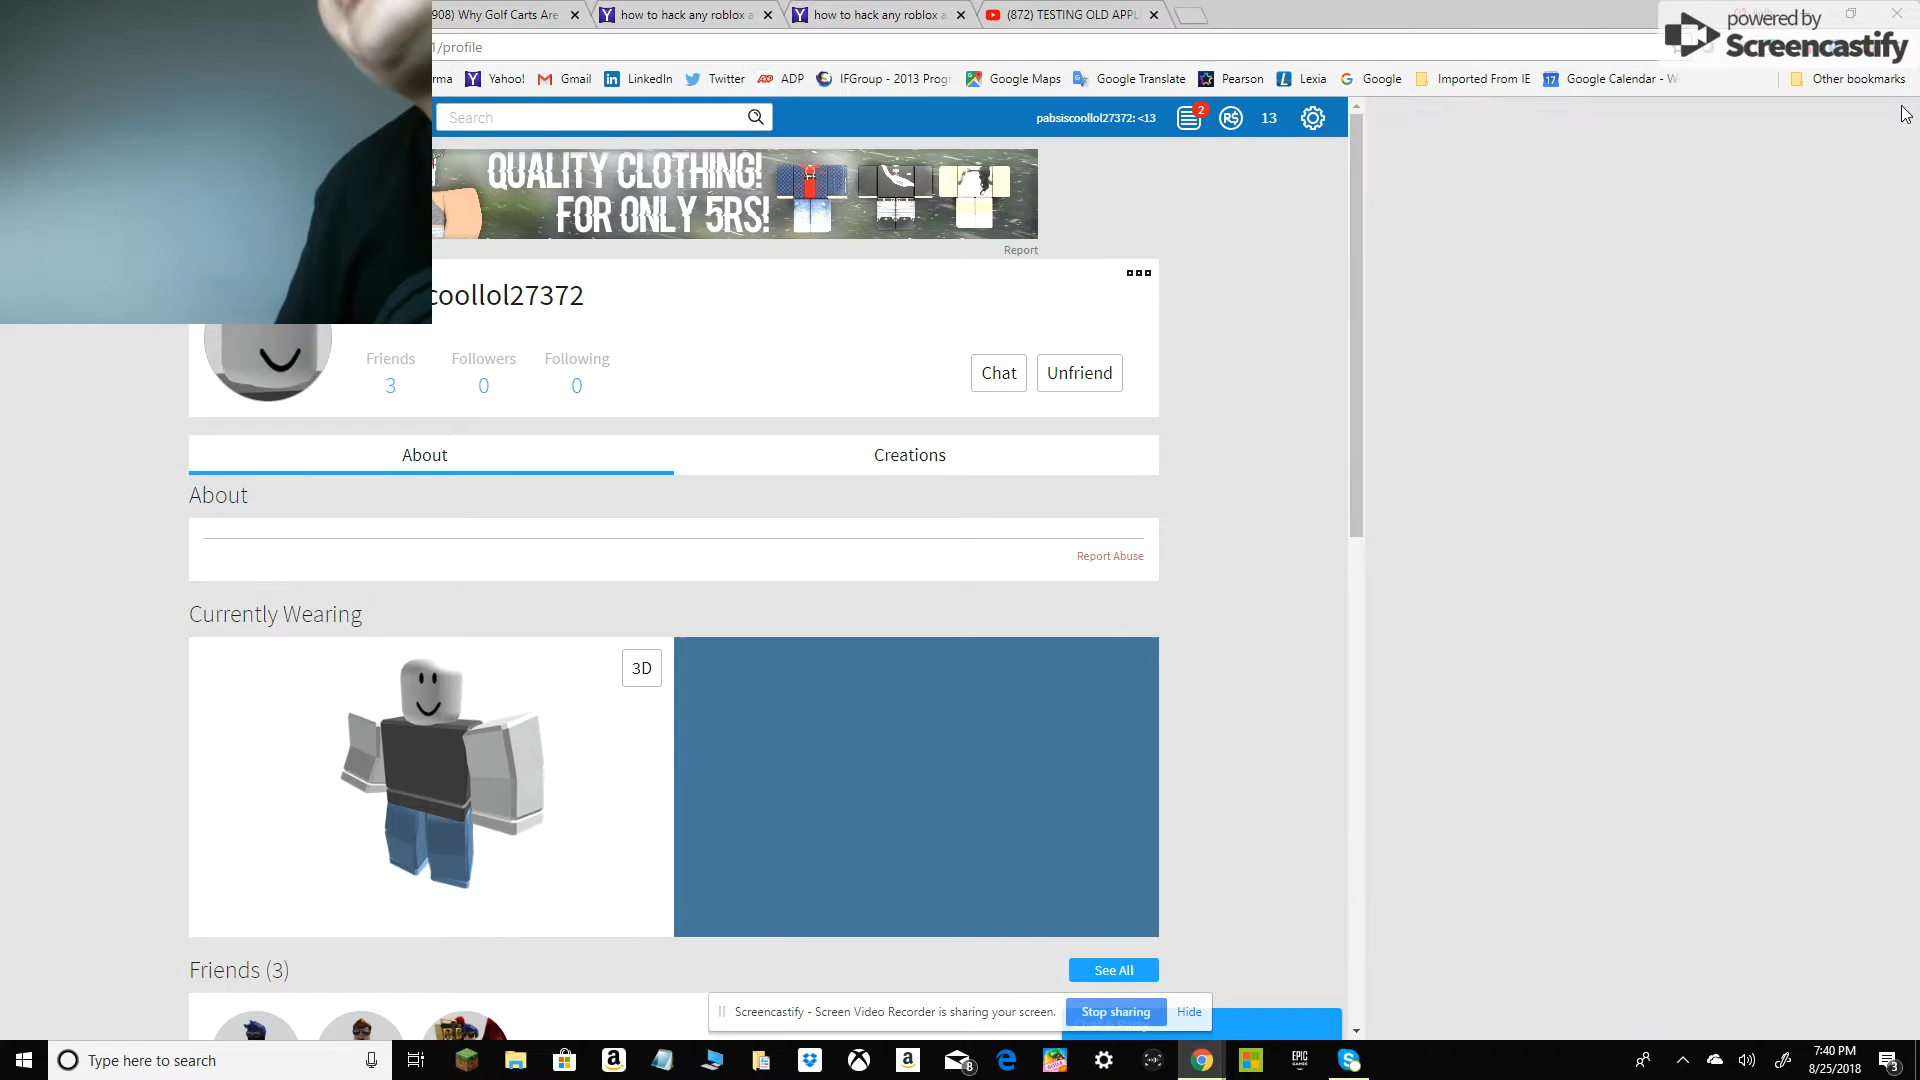 908) Why Golf Carts Are
how to hack any roblox a
how to hack any roblox a
(872) TESTING OLD APPL
powered by
Screencastify
1/profile
rma
Yahoo!
Gmail
LinkedIn
Twitter
ADP
IFGroup - 2013 Prog
Google Maps
Google Translate
Pearson
Lexia
Google
Imported From IE
Google Calendar - W
Other bookmarks
Search
pabsiscoollol27372: <13
2
R$
13
QUALITY CLOTHING!
FOR ONLY 5RS!
Report
coollol27372
Friends
Followers
Following
3
0
0
Chat
Unfriend
About
Creations
About
Report Abuse
Currently Wearing
3D
Friends (3)
See All
Screencastify - Screen Video Recorder is sharing your screen.
Stop sharing
Hide
Type here to search
8
EPIC
GAMES
7:40 PM
8/25/2018
3